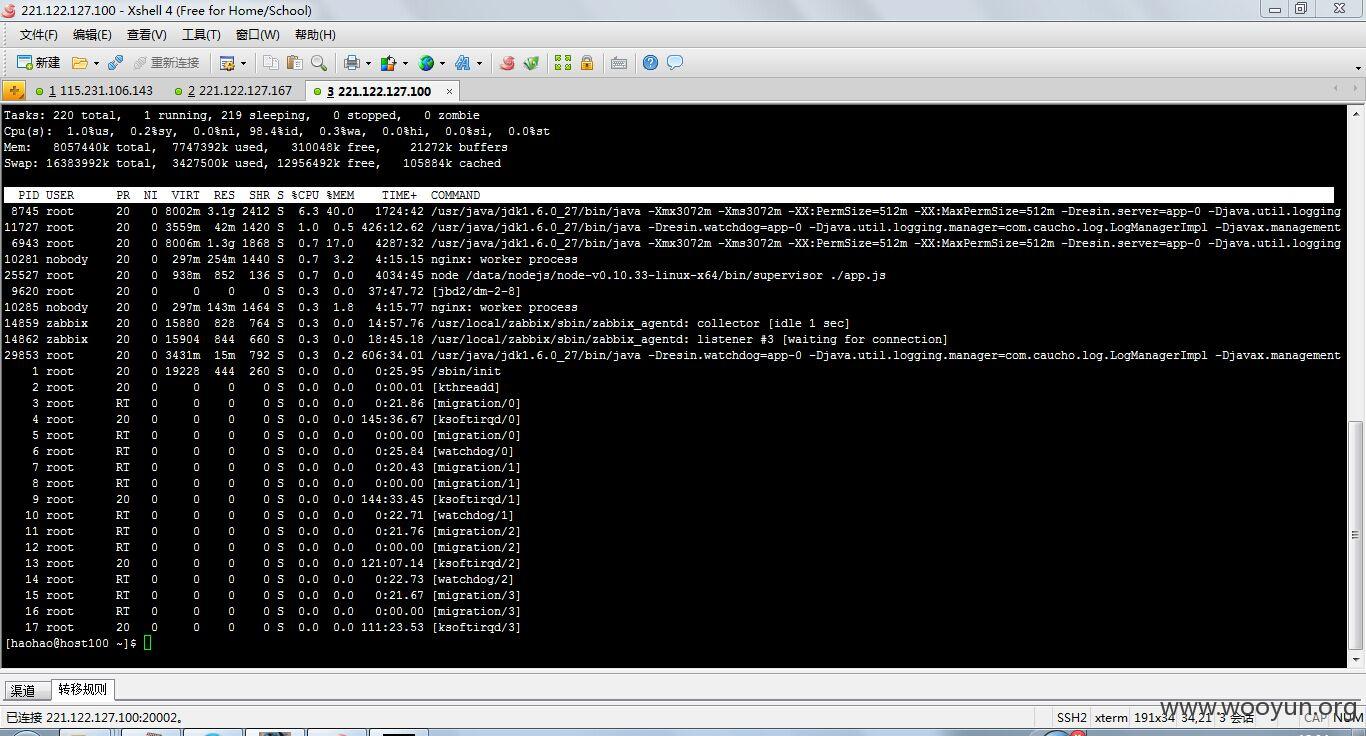 221.122.127.100 - Xshell 4 (Free for Home/School)
文件(F) 编辑(E) 查看(V) 工具(T) 窗口(W) 帮助(H)
新建 重新连接
1 115.231.106.143 2 221.122.127.167 3 221.122.127.100
Tasks: 220 total, 1 running, 219 sleeping, 0 stopped, 0 zombie
Cpu(s): 1.0%us, 0.2%sy, 0.0%ni, 98.4%id, 0.3%wa, 0.0%hi, 0.0%si, 0.0%st
Mem: 8057440k total, 7747392k used, 310048k free, 21272k buffers
Swap: 16383992k total, 3427500k used, 12956492k free, 105884k cached
PID USER PR NI VIRT RES SHR S %CPU %MEM TIME+ COMMAND
8745 root 20 0 8002m 3.1g 2412 S 6.3 40.0 1724:42 /usr/java/jdk1.6.0_27/bin/java -Xmx3072m -Xms3072m -XX:PermSize=512m -XX:MaxPermSize=512m -Dresin.server=app-0 -Djava.util.logging
11727 root 20 0 3559m 42m 1420 S 1.0 0.5 426:12.62 /usr/java/jdk1.6.0_27/bin/java -Dresin.watchdog=app-0 -Djava.util.logging.manager=com.caucho.log.LogManagerImpl -Djavax.management
6943 root 20 0 8006m 1.3g 1868 S 0.7 17.0 4287:32 /usr/java/jdk1.6.0_27/bin/java -Xmx3072m -Xms3072m -XX:PermSize=512m -XX:MaxPermSize=512m -Dresin.server=app-0 -Djava.util.logging
10281 nobody 20 0 297m 254m 1440 S 0.7 3.2 4:15.15 nginx: worker process
25527 root 20 0 938m 852 136 S 0.7 0.0 4034:45 node /data/nodejs/node-v0.10.33-linux-x64/bin/supervisor ./app.js
9620 root 20 0 0 0 0 S 0.3 0.0 37:47.72 [jbd2/dm-2-8]
10285 nobody 20 0 297m 143m 1464 S 0.3 1.8 4:15.77 nginx: worker process
14859 zabbix 20 0 15880 828 764 S 0.3 0.0 14:57.76 /usr/local/zabbix/sbin/zabbix_agentd: collector [idle 1 sec]
14862 zabbix 20 0 15904 844 660 S 0.3 0.0 18:45.18 /usr/local/zabbix/sbin/zabbix_agentd: listener #3 [waiting for connection]
29853 root 20 0 3431m 15m 792 S 0.3 0.2 606:34.01 /usr/java/jdk1.6.0_27/bin/java -Dresin.watchdog=app-0 -Djava.util.logging.manager=com.caucho.log.LogManagerImpl -Djavax.management
1 root 20 0 19228 444 260 S 0.0 0.0 0:25.95 /sbin/init
2 root 20 0 0 0 0 S 0.0 0.0 0:00.01 [kthreadd]
3 root RT 0 0 0 0 S 0.0 0.0 0:21.86 [migration/0]
4 root 20 0 0 0 0 S 0.0 0.0 145:36.67 [ksoftirqd/0]
5 root RT 0 0 0 0 S 0.0 0.0 0:00.00 [migration/0]
6 root RT 0 0 0 0 S 0.0 0.0 0:25.84 [watchdog/0]
7 root RT 0 0 0 0 S 0.0 0.0 0:20.43 [migration/1]
8 root RT 0 0 0 0 S 0.0 0.0 0:00.00 [migration/1]
9 root 20 0 0 0 0 S 0.0 0.0 144:33.45 [ksoftirqd/1]
10 root RT 0 0 0 0 S 0.0 0.0 0:22.71 [watchdog/1]
11 root RT 0 0 0 0 S 0.0 0.0 0:21.76 [migration/2]
12 root RT 0 0 0 0 S 0.0 0.0 0:00.00 [migration/2]
13 root 20 0 0 0 0 S 0.0 0.0 121:07.14 [ksoftirqd/2]
14 root RT 0 0 0 0 S 0.0 0.0 0:22.73 [watchdog/2]
15 root RT 0 0 0 0 S 0.0 0.0 0:21.67 [migration/3]
16 root RT 0 0 0 0 S 0.0 0.0 0:00.00 [migration/3]
17 root 20 0 0 0 0 S 0.0 0.0 111:23.53 [ksoftirqd/3]
[haohao@host100 ~]$
渠道 转移规则
已连接 221.122.127.100:20002。 SSH2 xterm 191x34 34,21 3 会话 CAP NUM
www.wooyun.org